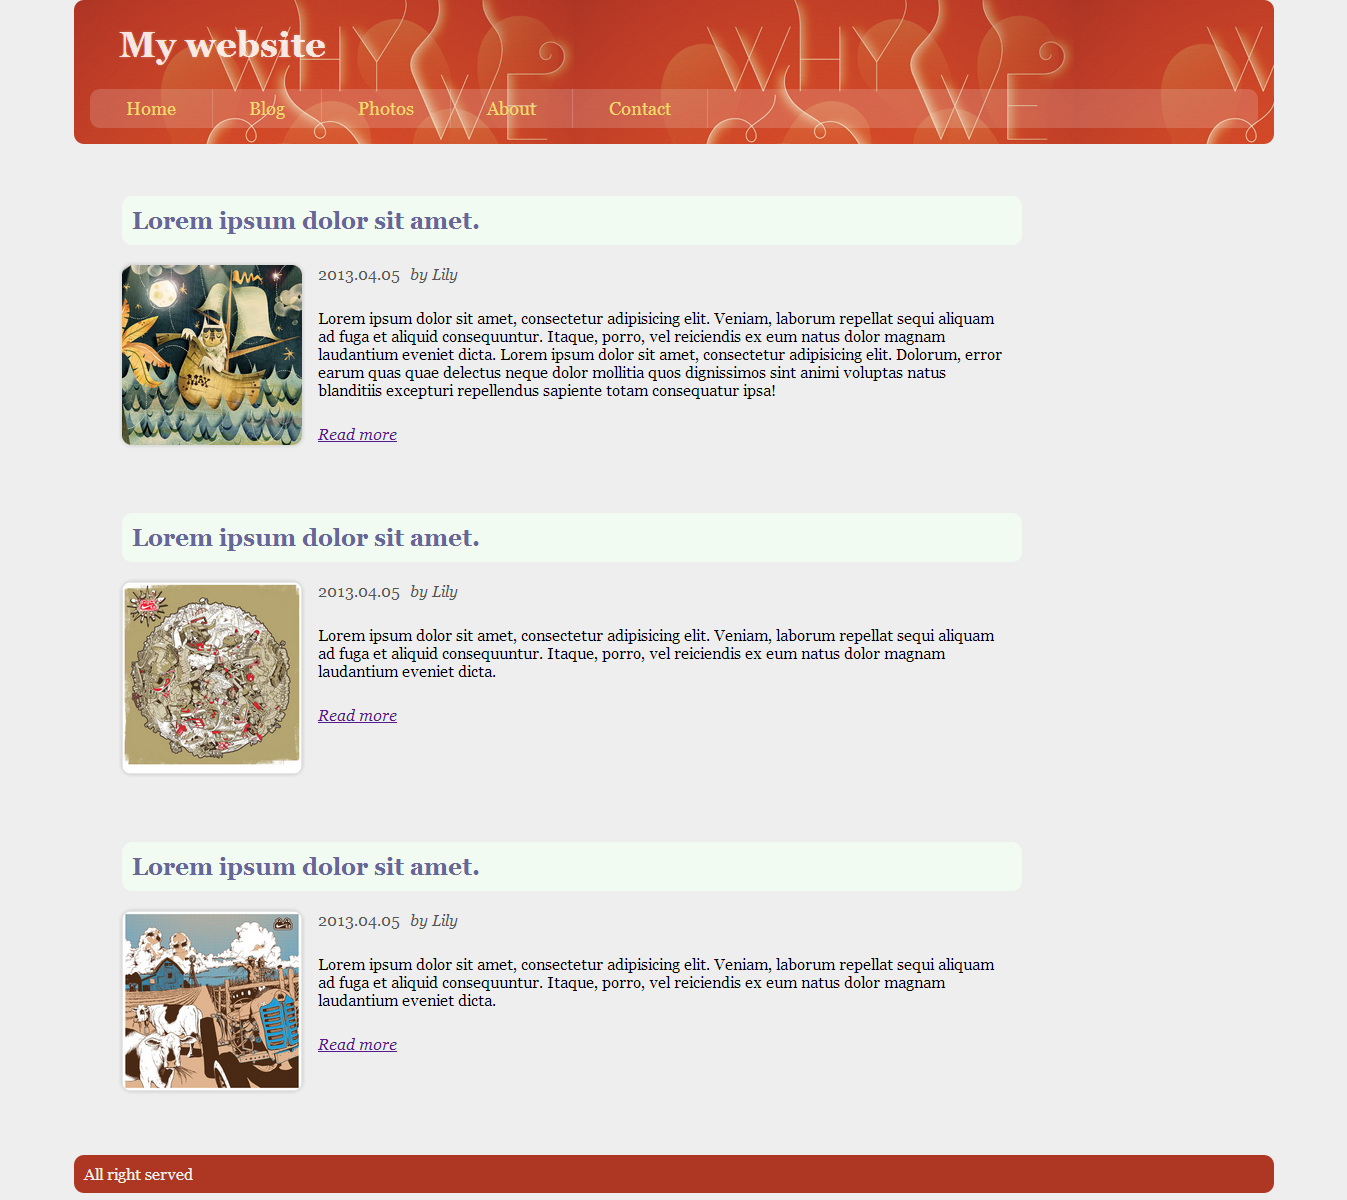 My website
WHY
WE
WHY
WE
W
Home Blog Photos About Contact
Lorem ipsum dolor sit amet.
2013.04.05 by Lily
MAX
Lorem ipsum dolor sit amet, consectetur adipisicing elit. Veniam, laborum repellat sequi aliquam
ad fuga et aliquid consequuntur. Itaque, porro, vel reiciendis ex eum natus dolor magnam
laudantium eveniet dicta. Lorem ipsum dolor sit amet, consectetur adipisicing elit. Dolorum, error
earum quas quae delectus neque dolor mollitia quos dignissimos sint animi voluptas natus
blanditiis excepturi repellendus sapiente totam consequatur ipsa!
Read more
Lorem ipsum dolor sit amet.
2013.04.05 by Lily
Lorem ipsum dolor sit amet, consectetur adipisicing elit. Veniam, laborum repellat sequi aliquam
ad fuga et aliquid consequuntur. Itaque, porro, vel reiciendis ex eum natus dolor magnam
laudantium eveniet dicta.
Read more
Lorem ipsum dolor sit amet.
2013.04.05 by Lily
Lorem ipsum dolor sit amet, consectetur adipisicing elit. Veniam, laborum repellat sequi aliquam
ad fuga et aliquid consequuntur. Itaque, porro, vel reiciendis ex eum natus dolor magnam
laudantium eveniet dicta.
Read more
All right served